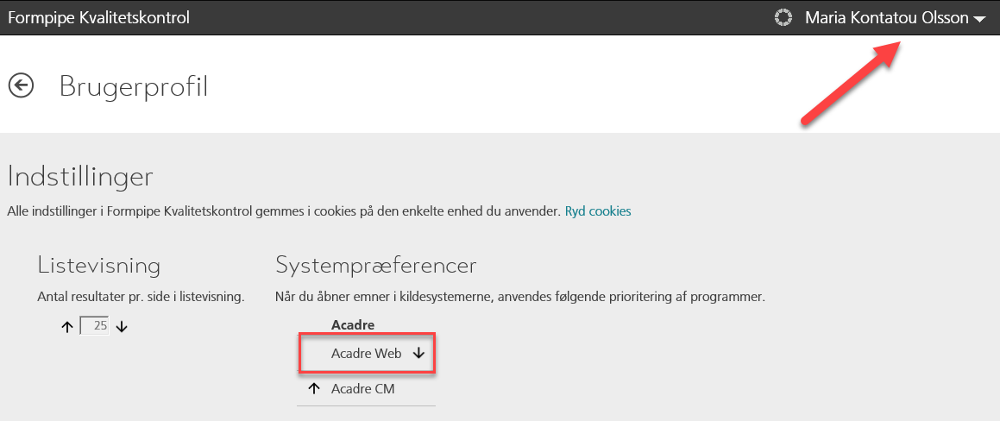 Formpipe Kvalitetskontrol
Maria Kontatou Olsson
Brugerprofil
Indstillinger
Alle indstillinger i Formpipe Kvalitetskontrol gemmes i cookies på den enkelte enhed du anvender. Ryd cookies
Listevisning
Antal resultater pr. side i listevisning.
25
Systempræferencer
Når du åbner emner i kildesystemerne, anvendes følgende prioritering af programmer.
Acadre
Acadre Web
Acadre CM